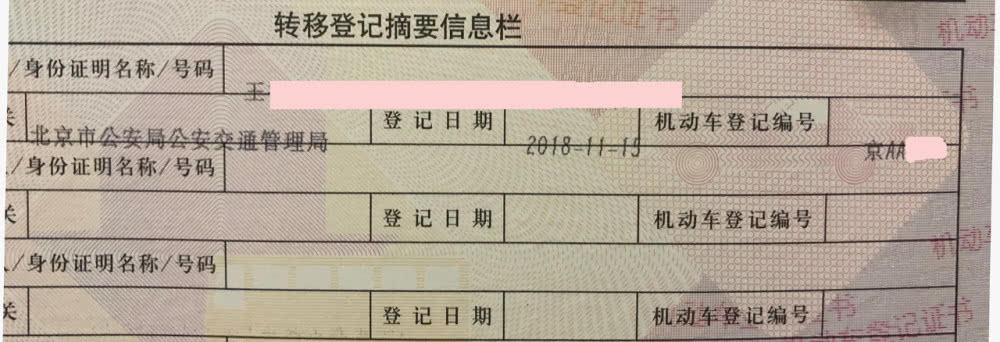 转移登记摘要信息栏
/身份证明名称/号码
王
关
登记日期
机动车登记编号
北京市公安局公安交通管理局
2018-11-15
京AA
/身份证明名称/号码
关
登记日期
机动车登记编号
/身份证明名称/号码
关
登记日期
机动车登记编号
机动车
机动车登记证书